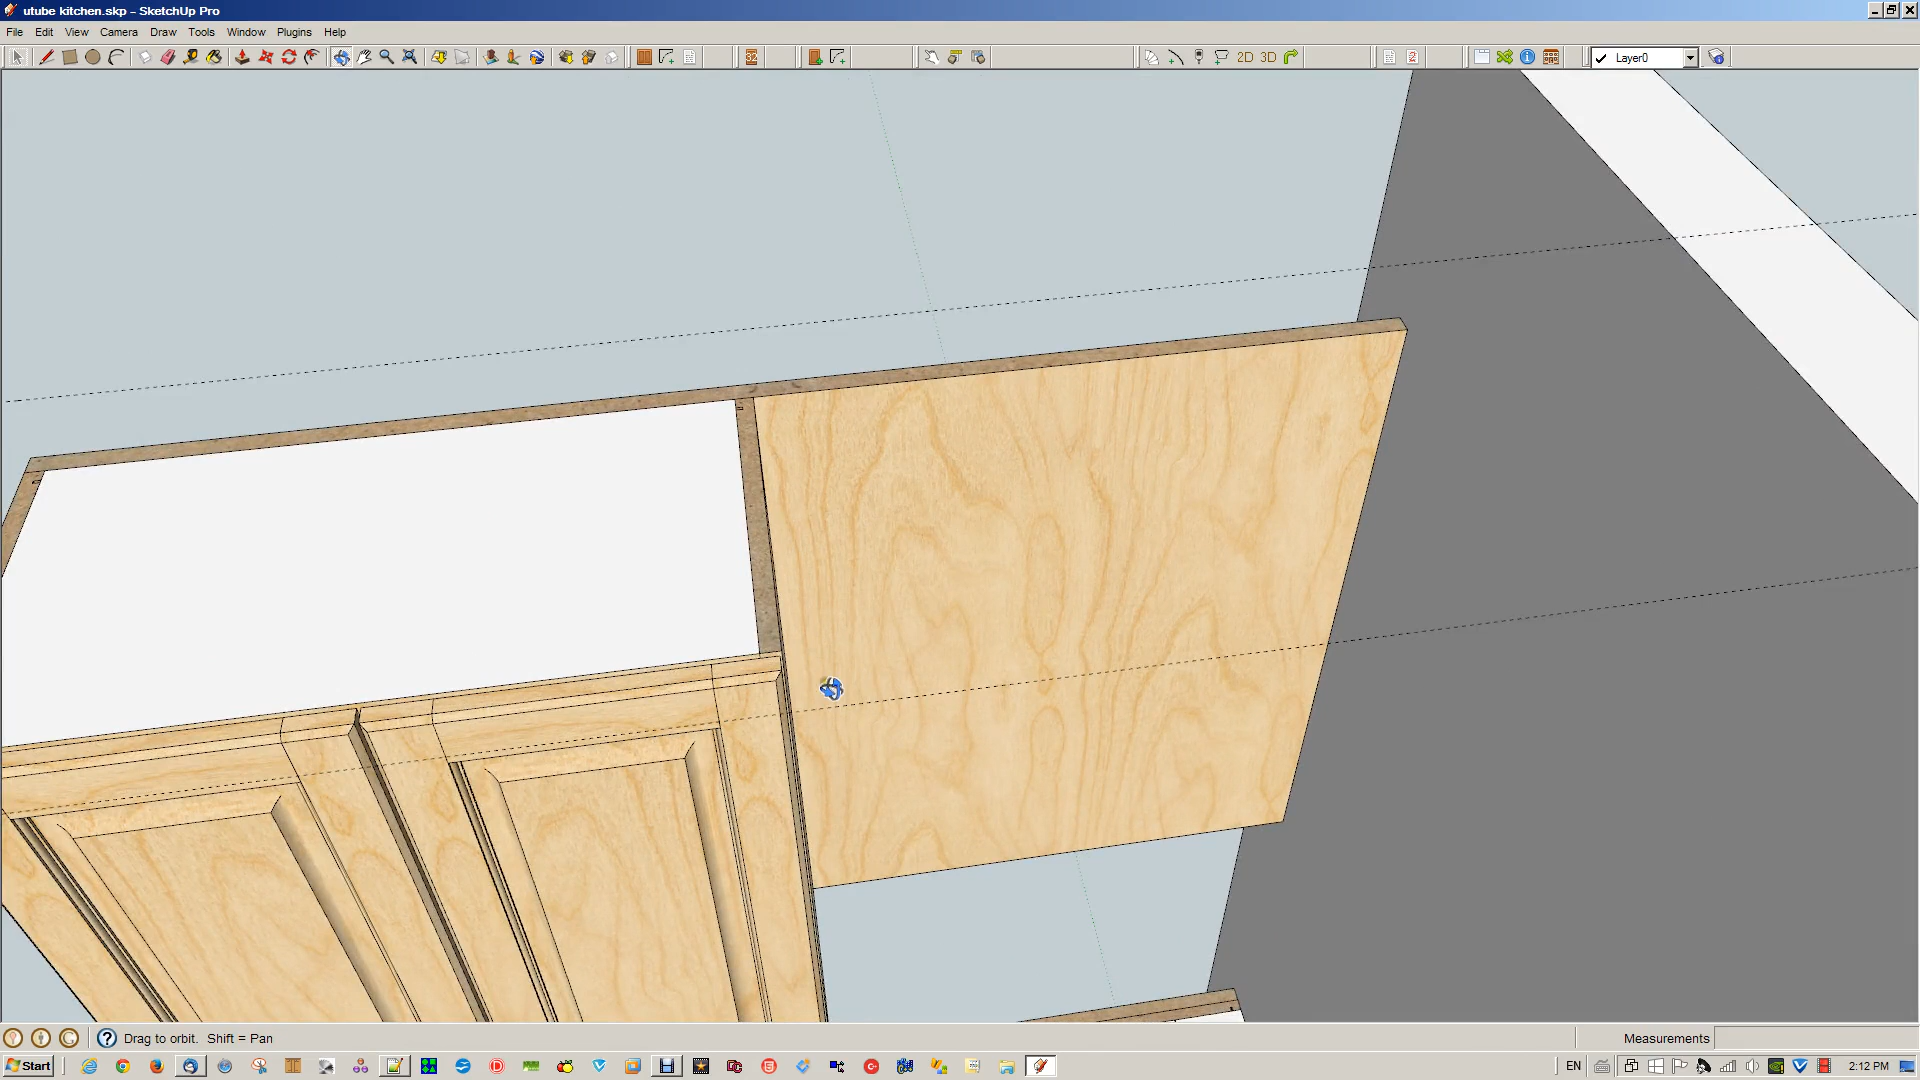 utube kitchen.skp - SketchUp Pro
File Edit View Camera Draw Tools Window Plugins Help
32
2D 3D
Layer0
Drag to orbit. Shift = Pan
Measurements
Start
EN
2:12 PM